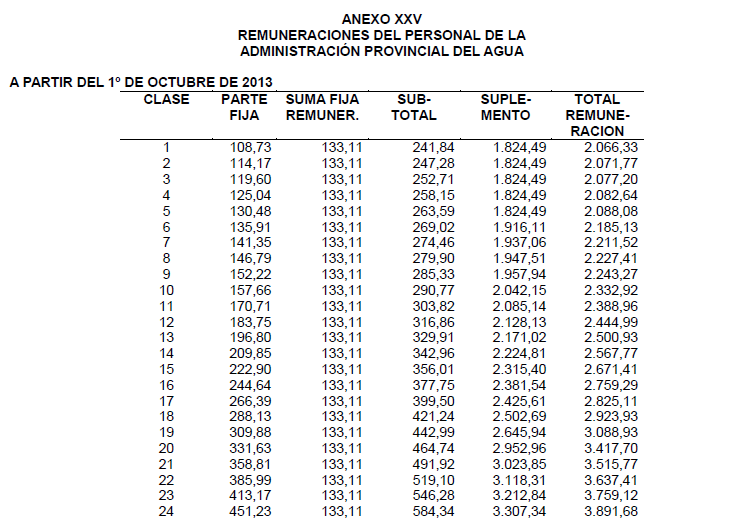 ANEXO XXV
REMUNERACIONES DEL PERSONAL DE LA
ADMINISTRACIÓN PROVINCIAL DEL AGUA
A PARTIR DEL 1º DE OCTUBRE DE 2013
CLASE PARTE SUMA FIJA SUB- SUPLE- TOTAL
FIJA REMUNER. TOTAL MENTO REMUNE-
RACION
1 108,73 133,11 241,84 1.824,49 2.066,33
2 114,17 133,11 247,28 1.824,49 2.071,77
3 119,60 133,11 252,71 1.824,49 2.077,20
4 125,04 133,11 258,15 1.824,49 2.082,64
5 130,48 133,11 263,59 1.824,49 2.088,08
6 135,91 133,11 269,02 1.916,11 2.185,13
7 141,35 133,11 274,46 1.937,06 2.211,52
8 146,79 133,11 279,90 1.947,51 2.227,41
9 152,22 133,11 285,33 1.957,94 2.243,27
10 157,66 133,11 290,77 2.042,15 2.332,92
11 170,71 133,11 303,82 2.085,14 2.388,96
12 183,75 133,11 316,86 2.128,13 2.444,99
13 196,80 133,11 329,91 2.171,02 2.500,93
14 209,85 133,11 342,96 2.224,81 2.567,77
15 222,90 133,11 356,01 2.315,40 2.671,41
16 244,64 133,11 377,75 2.381,54 2.759,29
17 266,39 133,11 399,50 2.425,61 2.825,11
18 288,13 133,11 421,24 2.502,69 2.923,93
19 309,88 133,11 442,99 2.645,94 3.088,93
20 331,63 133,11 464,74 2.952,96 3.417,70
21 358,81 133,11 491,92 3.023,85 3.515,77
22 385,99 133,11 519,10 3.118,31 3.637,41
23 413,17 133,11 546,28 3.212,84 3.759,12
24 451,23 133,11 584,34 3.307,34 3.891,68